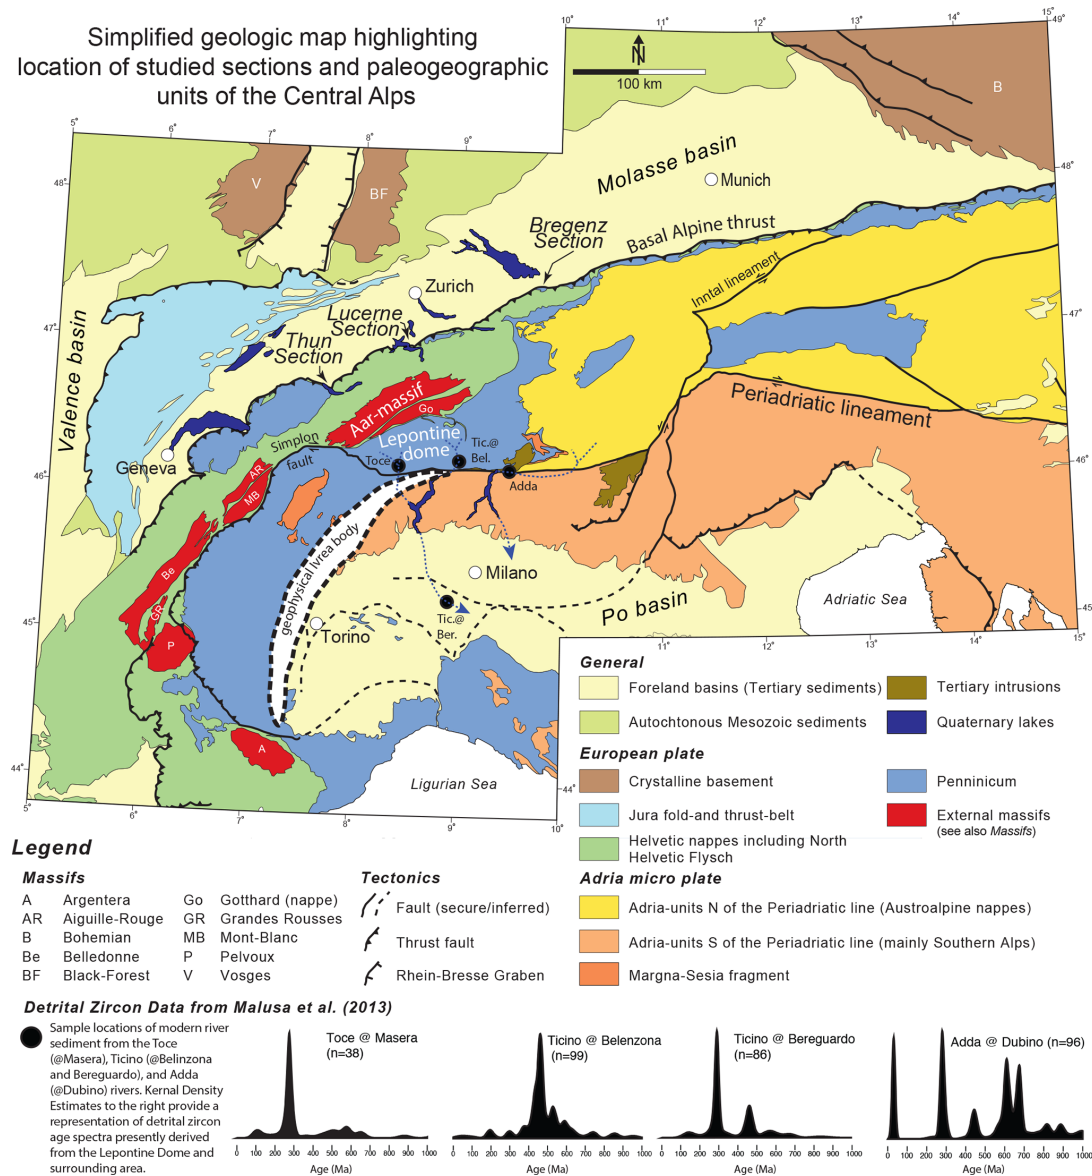 Simplified geologic map highlighting
location of studied sections and paleogeographic
units of the Central Alps
N
100 km
10° 11° 12° 13° 14° 15°
49°
5° 6° 7° 8° 9°
48° 48°
47° 47°
46° 46°
45° 45°
44° 44°
5° 6° 7° 8° 9° 10°
11° 12° 13° 14° 15°
B
V
BF
Molasse basin
Munich
Bregenz
Section
Basal Alpine thrust
Inntal lineament
Zurich
Lucerne
Section
Thun
Section
Valence basin
Geneva
Aar-massif
Go
Simplon
fault
Lepontine
dome
Toce
Tic.@
Bel.
Adda
Periadriatic lineament
AR
MB
Be
GR
P
A
geophysical Ivrea body
Milano
Torino
Tic.@
Ber.
Po basin
Adriatic Sea
Ligurian Sea
General
Foreland basins (Tertiary sediments)
Tertiary intrusions
Autochtonous Mesozoic sediments
Quaternary lakes
European plate
Crystalline basement
Penninicum
Jura fold-and thrust-belt
External massifs
(see also Massifs)
Helvetic nappes including North
Helvetic Flysch
Adria micro plate
Adria-units N of the Periadriatic line (Austroalpine nappes)
Adria-units S of the Periadriatic line (mainly Southern Alps)
Margna-Sesia fragment
Legend
Massifs
A Argentera
AR Aiguille-Rouge
B Bohemian
Be Belledonne
BF Black-Forest
Go Gotthard (nappe)
GR Grandes Rousses
MB Mont-Blanc
P Pelvoux
V Vosges
Tectonics
Fault (secure/inferred)
Thrust fault
Rhein-Bresse Graben
Detrital Zircon Data from Malusa et al. (2013)
Sample locations of modern river
sediment from the Toce
(@Masera), Ticino (@Belinzona
and Bereguardo), and Adda
(@Dubino) rivers. Kernal Density
Estimates to the right provide a
representation of detrital zircon
age spectra presently derived
from the Lepontine Dome and
surrounding area.
Toce @ Masera
(n=38)
0 100 200 300 400 500 600 700 800 900 1000
Age (Ma)
Ticino @ Belenzona
(n=99)
0 100 200 300 400 500 600 700 800 900 1000
Age (Ma)
Ticino @ Bereguardo
(n=86)
0 100 200 300 400 500 600 700 800 900 1000
Age (Ma)
Adda @ Dubino (n=96)
0 100 200 300 400 500 600 700 800 900 1000
Age (Ma)